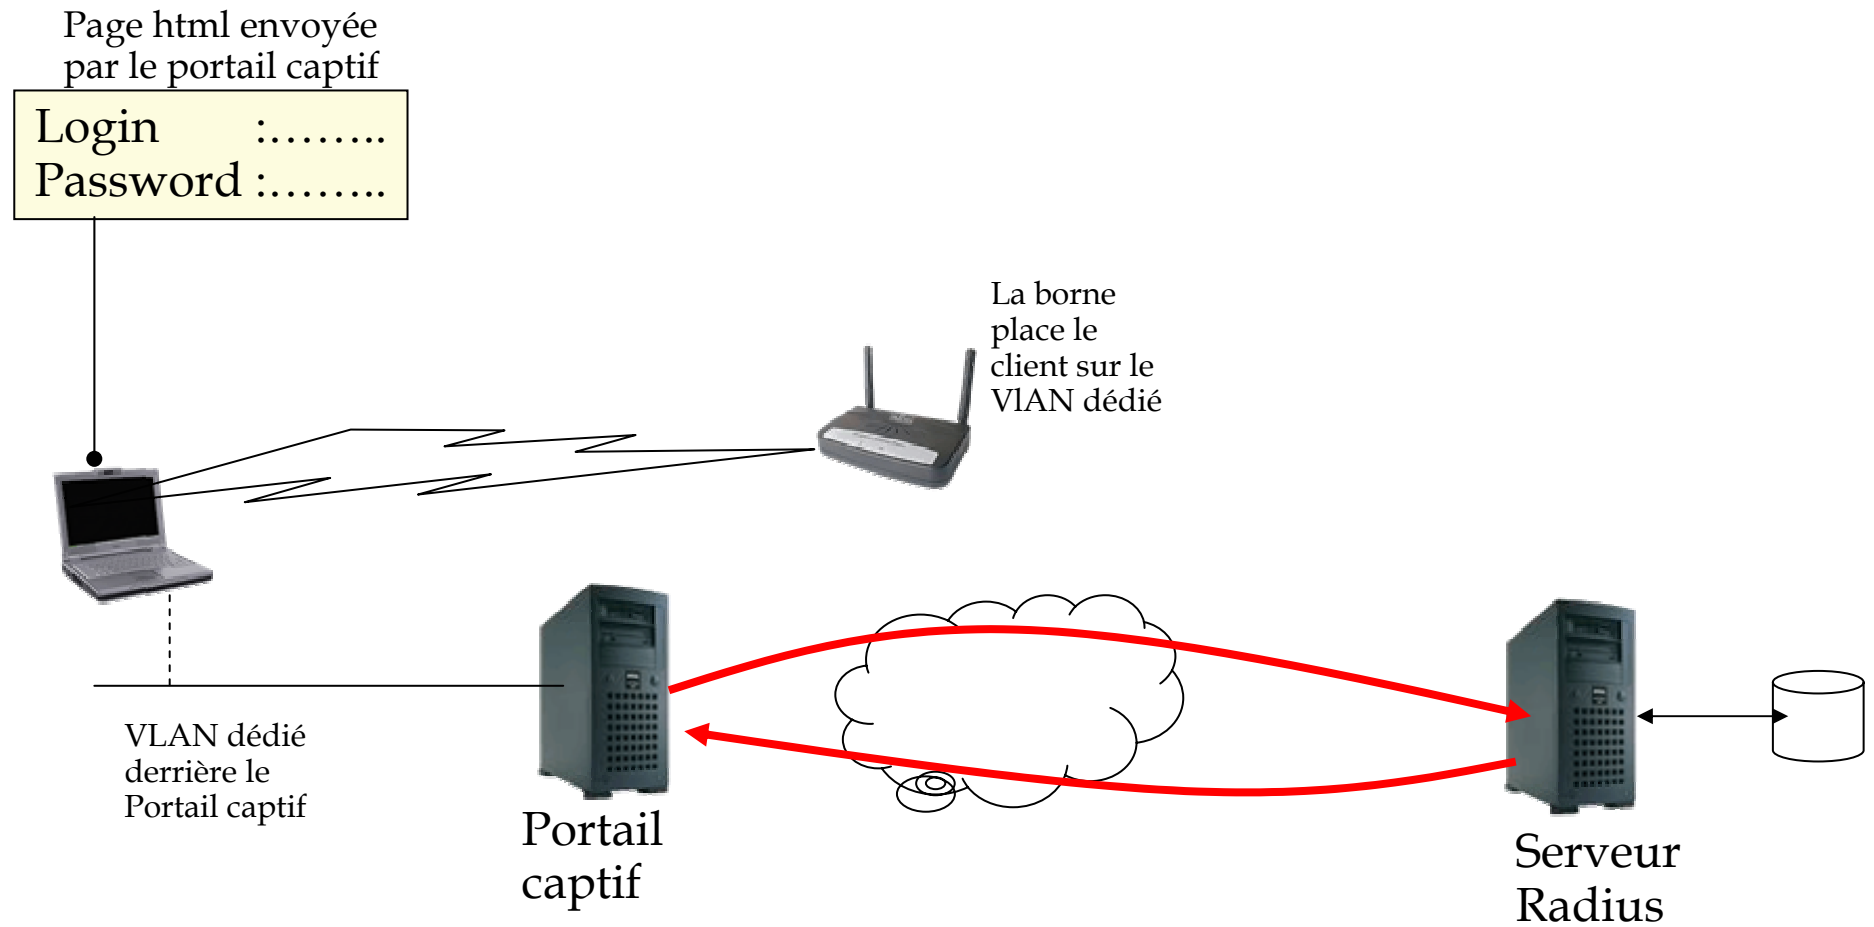 Page html envoyée
par le portail captif
Login :........
Password :........
La borne
place le
client sur le
VlAN dédié
VLAN dédié
derrière le
Portail captif
Portail
captif
Serveur
Radius